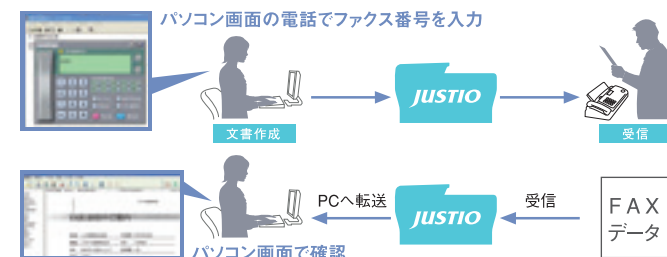 パソコン画面の電話でファクス番号を入力
JUSTIO
文書作成
受信
PCへ転送
JUSTIO
受信
FAX
データ
パソコン画面で確認